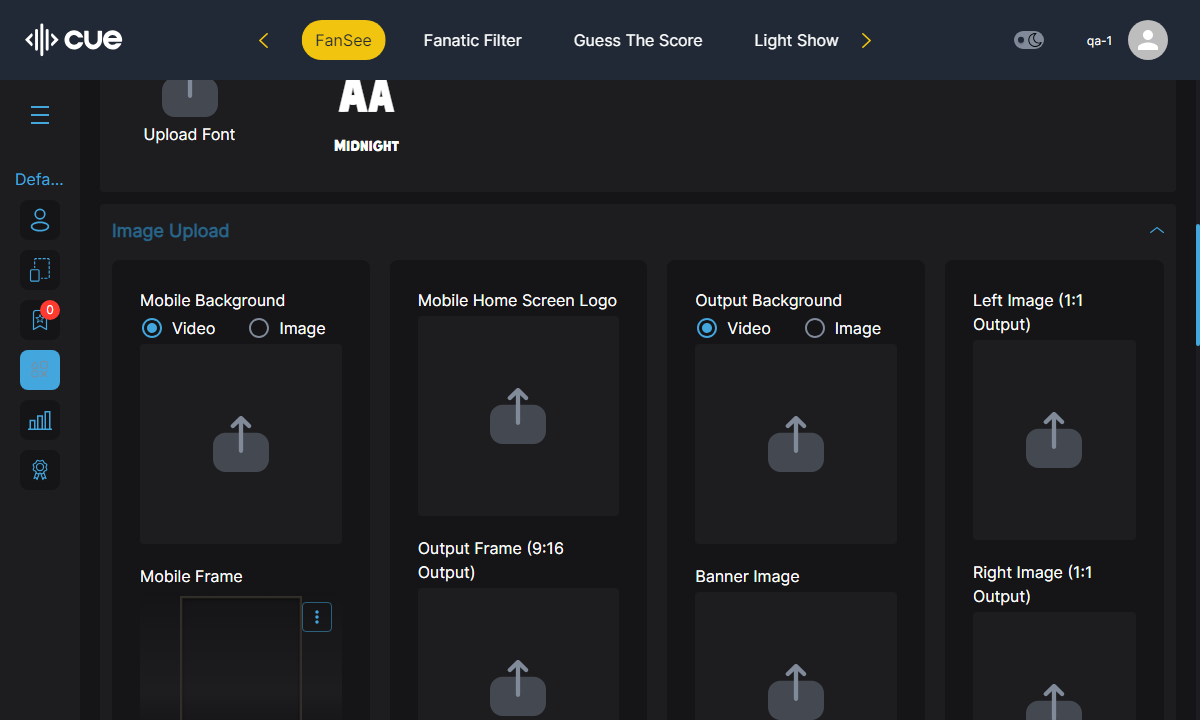 cue
FanSee
Fanatic Filter
Guess The Score
Light Show
qa-1
Upload Font
AA
MIDNIGHT
Defa...
0
Image Upload
Mobile Background
Video
Image
Mobile Home Screen Logo
Output Background
Video
Image
Left Image (1:1
Output)
Mobile Frame
Output Frame (9:16
Output)
Banner Image
Right Image (1:1
Output)